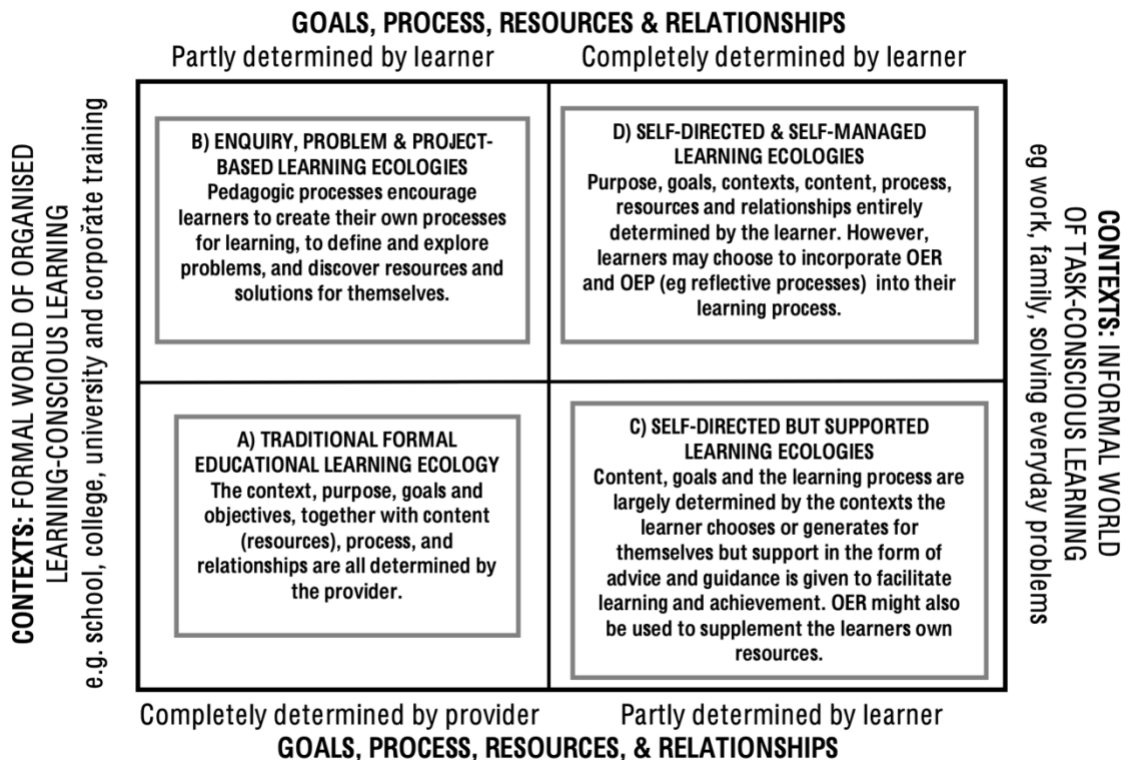 GOALS, PROCESS, RESOURCES & RELATIONSHIPS
Partly determined by learner
Completely determined by learner
CONTEXTS: FORMAL WORLD OF ORGANISED
LEARNING-CONSCIOUS LEARNING
e.g. school, college, university and corporate training
B) ENQUIRY, PROBLEM & PROJECT-
BASED LEARNING ECOLOGIES
Pedagogic processes encourage
learners to create their own processes
for learning, to define and explore
problems, and discover resources and
solutions for themselves.
D) SELF-DIRECTED & SELF-MANAGED
LEARNING ECOLOGIES
Purpose, goals, contexts, content, process,
resources and relationships entirely
determined by the learner. However,
learners may choose to incorporate OER
and OEP (eg reflective processes) into their
learning process.
A) TRADITIONAL FORMAL
EDUCATIONAL LEARNING ECOLOGY
The context, purpose, goals and
objectives, together with content
(resources), process, and
relationships are all determined by
the provider.
C) SELF-DIRECTED BUT SUPPORTED
LEARNING ECOLOGIES
Content, goals and the learning process are
largely determined by the contexts the
learner chooses or generates for
themselves but support in the form of
advice and guidance is given to facilitate
learning and achievement. OER might also
be used to supplement the learners own
resources.
CONTEXTS: INFORMAL WORLD
OF TASK-CONSCIOUS LEARNING
eg work, family, solving everyday problems
Completely determined by provider
Partly determined by learner
GOALS, PROCESS, RESOURCES, & RELATIONSHIPS